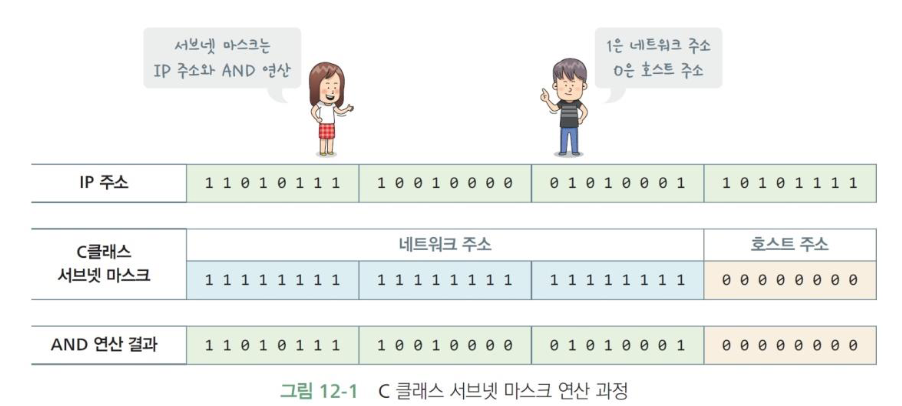 서브넷 마스크는
IP 주소와 AND 연산
1은 네트워크 주소
0은 호스트 주소
IP 주소 1 1 0 1 0 1 1 1 1 0 0 1 0 0 0 0 0 1 0 1 0 0 0 1 1 0 1 0 1 1 1 1
네트워크 주소 호스트 주소
C클래스
서브넷 마스크 1 1 1 1 1 1 1 1 1 1 1 1 1 1 1 1 1 1 1 1 1 1 1 1 0 0 0 0 0 0 0 0
AND 연산 결과 1 1 0 1 0 1 1 1 1 0 0 1 0 0 0 0 0 1 0 1 0 0 0 1 0 0 0 0 0 0 0 0
그림 12-1 C 클래스 서브넷 마스크 연산 과정